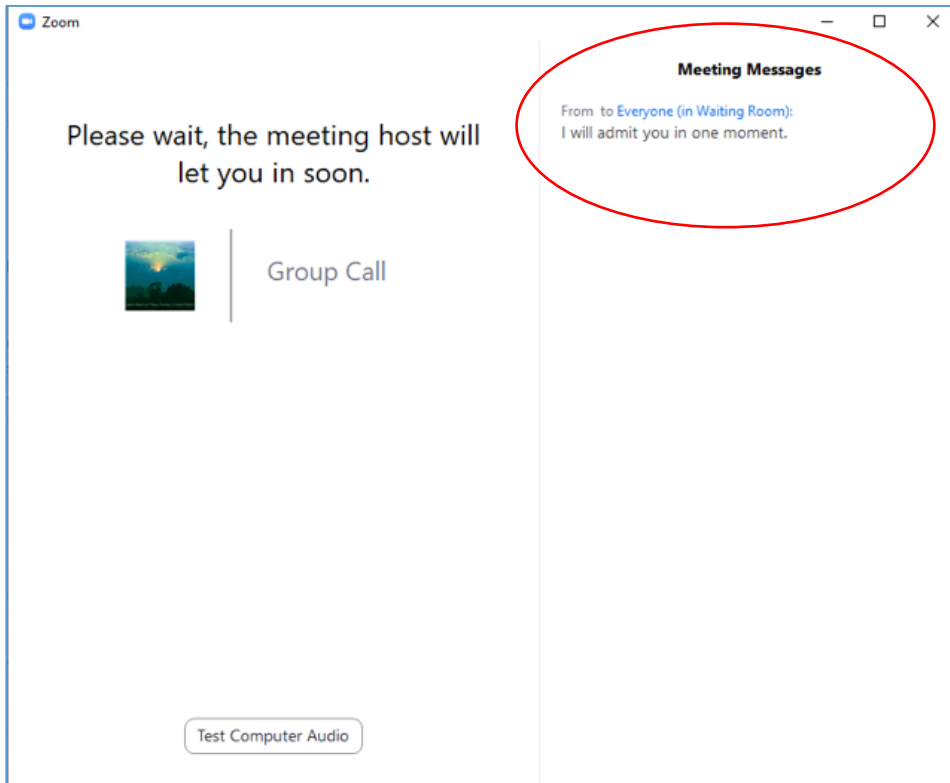 Zoom
Please wait, the meeting host will
let you in soon.
Group Call
Test Computer Audio
Meeting Messages
From to Everyone (in Waiting Room):
I will admit you in one moment.